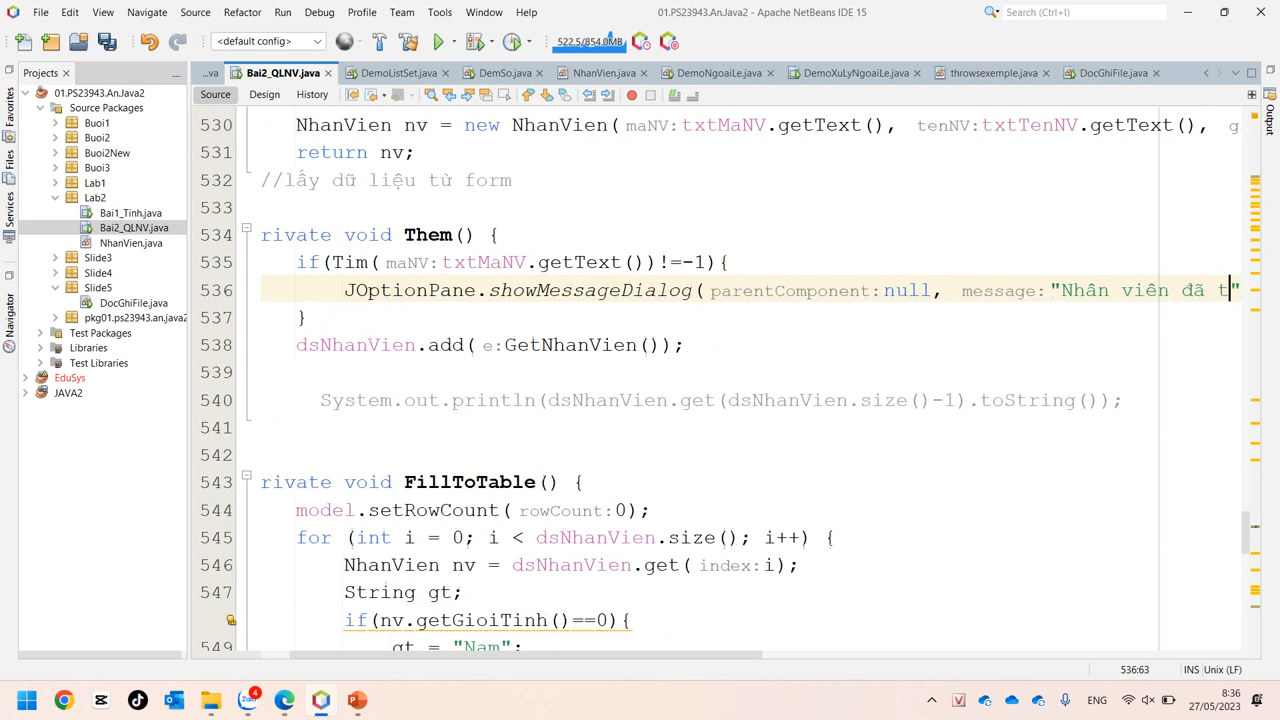 File Edit View Navigate Source Refactor Run Debug Profile Team Tools Window Help 01.PS23943.An.Java2 - Apache NetBeans IDE 15 Search (Ctrl+I)
<default config> 522.5/854.0MB
Projects ...va Bai2_QLNV.java DemoListSet.java DemSo.java NhanVien.java DemoNgoaiLe.java DemoXuLyNgoaiLe.java throwsexemple.java DocGhiFile.java
Source Design History
Favorites
Files
Services
Navigator
Output
01.PS23943.An.Java2
Source Packages
Buoi1
Buoi2
Buoi2New
Buoi3
Lab1
Lab2
Bai1_Tinh.java
Bai2_QLNV.java
NhanVien.java
Slide3
Slide4
Slide5
DocGhiFile.java
pkg01.ps23943.an.java2
Test Packages
Libraries
Test Libraries
EduSys
JAVA2
530 NhanVien nv = new NhanVien( maNV: txtMaNV.getText(), tenNV: txtTenNV.getText(), g
531 return nv;
532 //lấy dữ liệu từ form
533
534 rivate void Them() {
535 if(Tim( maNV: txtMaNV.getText())!=-1){
536 JOptionPane.showMessageDialog( parentComponent: null, message: "Nhân viên đã t"
537 }
538 dsNhanVien.add( e: GetNhanVien());
539
540 System.out.println(dsNhanVien.get(dsNhanVien.size()-1).toString());
541
542
543 rivate void FillToTable() {
544 model.setRowCount( rowCount: 0);
545 for (int i = 0; i < dsNhanVien.size(); i++) {
546 NhanVien nv = dsNhanVien.get( index: i);
547 String gt;
if(nv.getGioiTinh()==0){
549 gt = "Nam";
536:63 INS Unix (LF)
4 Zalo ENG 8:36
27/05/2023